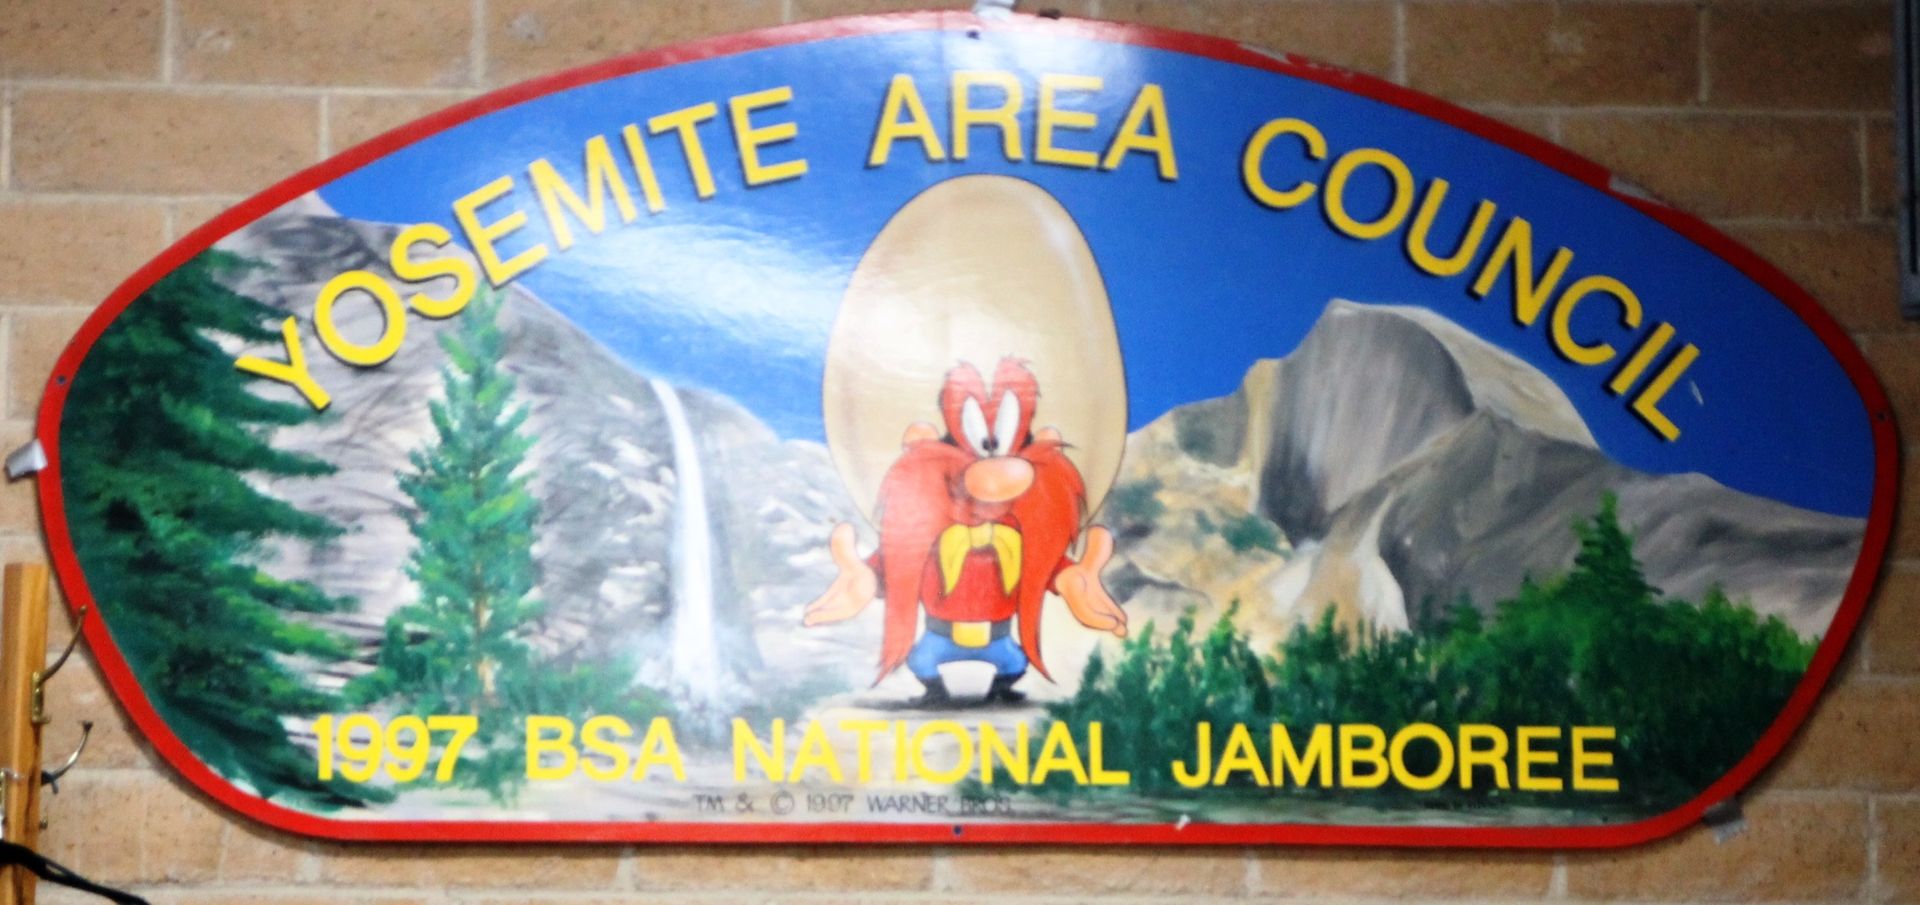 YOSEMITE AREA COUNCIL
1997 BSA NATIONAL JAMBOREE
TM & © 1997 WARNER BROS.